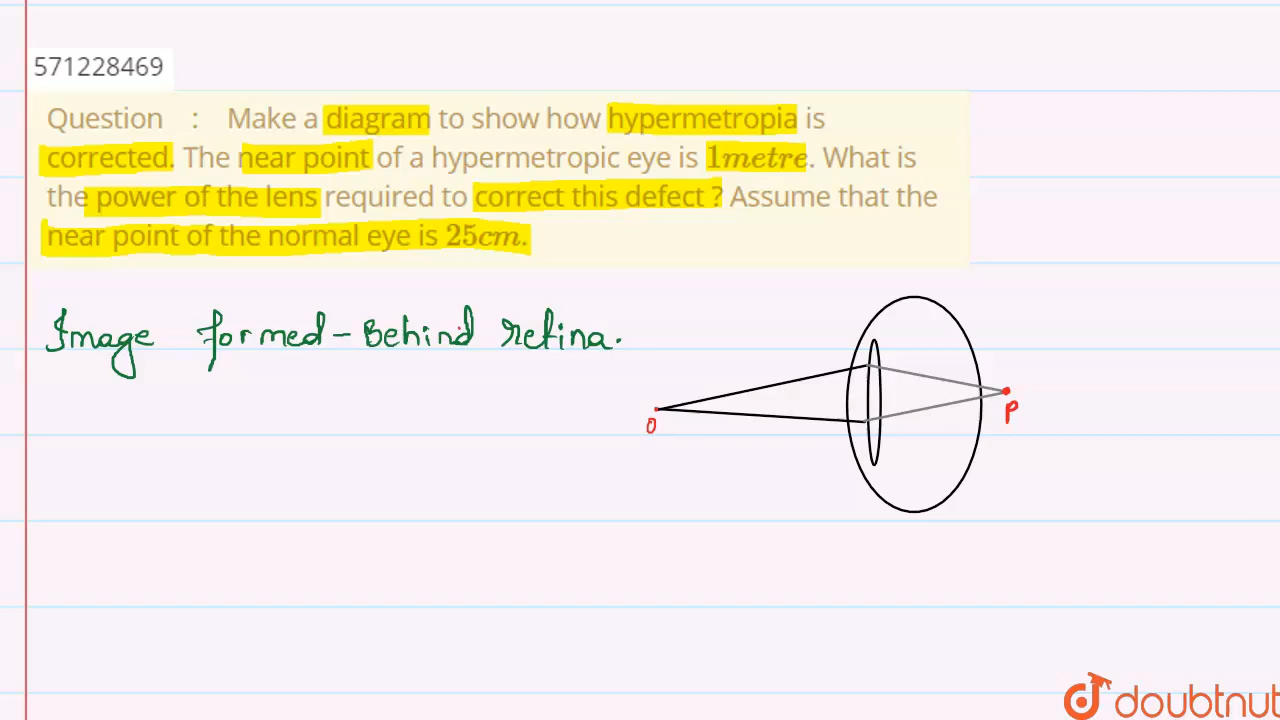 571228469
Question : Make a diagram to show how hypermetropia is
corrected. The near point of a hypermetropic eye is 1metre. What is
the power of the lens required to correct this defect ? Assume that the
near point of the normal eye is 25cm.
Image formed - Behind retina.
O
P
doubtnut